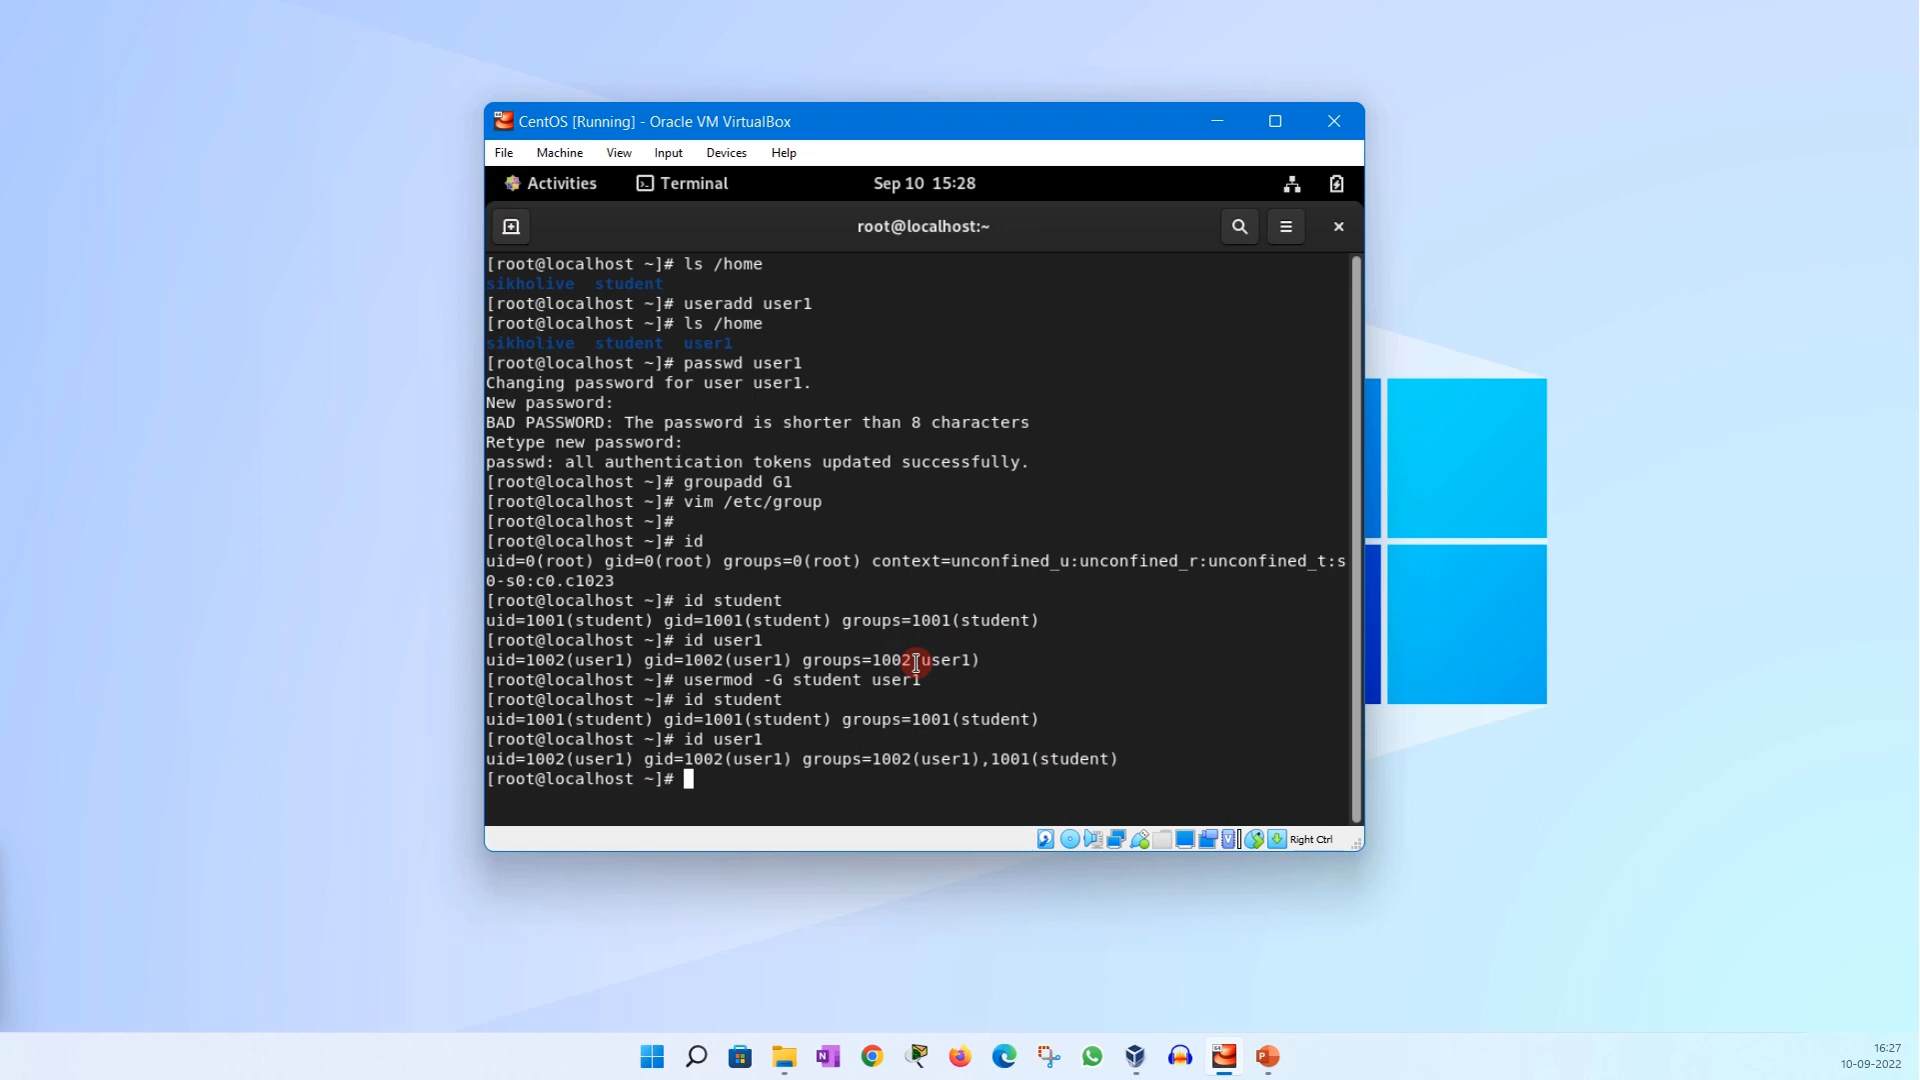 CentOS [Running] - Oracle VM VirtualBox
File Machine View Input Devices Help
Activities Terminal Sep 10 15:28
root@localhost:~
[root@localhost ~]# ls /home
sikholive student
[root@localhost ~]# useradd user1
[root@localhost ~]# ls /home
sikholive student user1
[root@localhost ~]# passwd user1
Changing password for user user1.
New password:
BAD PASSWORD: The password is shorter than 8 characters
Retype new password:
passwd: all authentication tokens updated successfully.
[root@localhost ~]# groupadd G1
[root@localhost ~]# vim /etc/group
[root@localhost ~]#
[root@localhost ~]# id
uid=0(root) gid=0(root) groups=0(root) context=unconfined_u:unconfined_r:unconfined_t:s
0-s0:c0.c1023
[root@localhost ~]# id student
uid=1001(student) gid=1001(student) groups=1001(student)
[root@localhost ~]# id user1
uid=1002(user1) gid=1002(user1) groups=1002(user1)
[root@localhost ~]# usermod -G student user1
[root@localhost ~]# id student
uid=1001(student) gid=1001(student) groups=1001(student)
[root@localhost ~]# id user1
uid=1002(user1) gid=1002(user1) groups=1002(user1),1001(student)
[root@localhost ~]#
Right Ctrl
16:27
10-09-2022